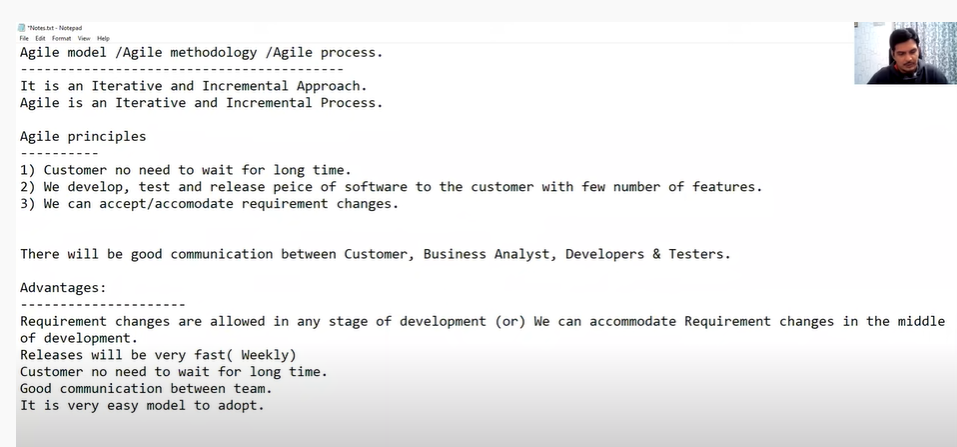 *Notes.txt - Notepad
File Edit Format View Help
Agile model /Agile methodology /Agile process.
-----------------------------------------
It is an Iterative and Incremental Approach.
Agile is an Iterative and Incremental Process.
Agile principles
----------
1) Customer no need to wait for long time.
2) We develop, test and release peice of software to the customer with few number of features.
3) We can accept/accomodate requirement changes.
There will be good communication between Customer, Business Analyst, Developers & Testers.
Advantages:
---------------------
Requirement changes are allowed in any stage of development (or) We can accommodate Requirement changes in the middle
of development.
Releases will be very fast( Weekly)
Customer no need to wait for long time.
Good communication between team.
It is very easy model to adopt.